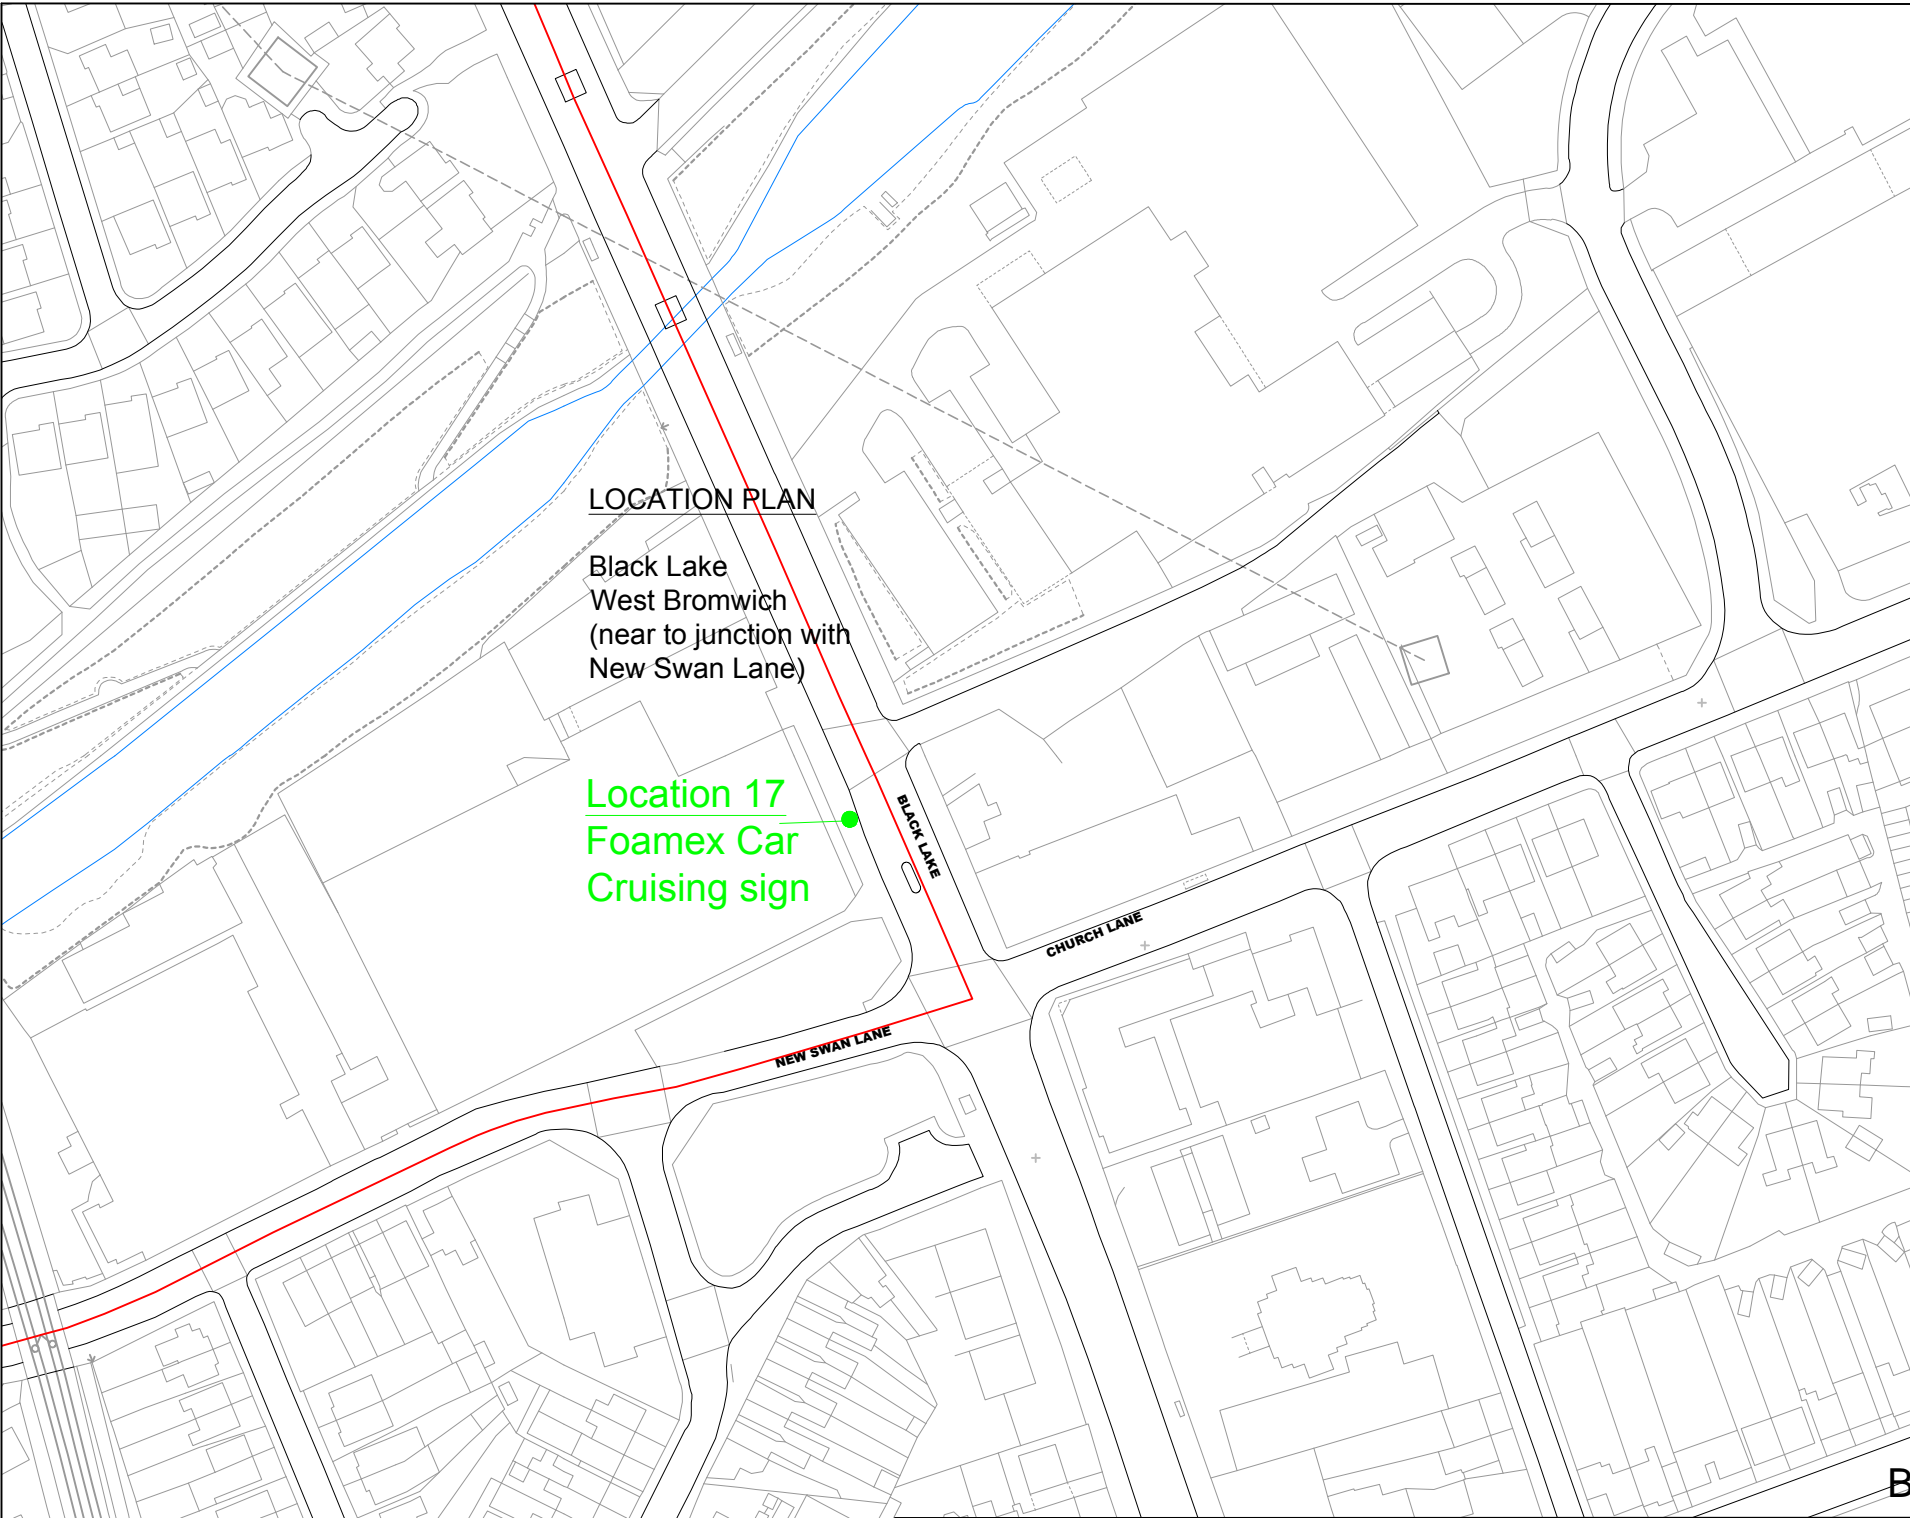 LOCATION PLAN
Black Lake
West Bromwich
(near to junction with
New Swan Lane)
Location 17
Foamex Car
Cruising sign
BLACK LAKE
CHURCH LANE
NEW SWAN LANE
B